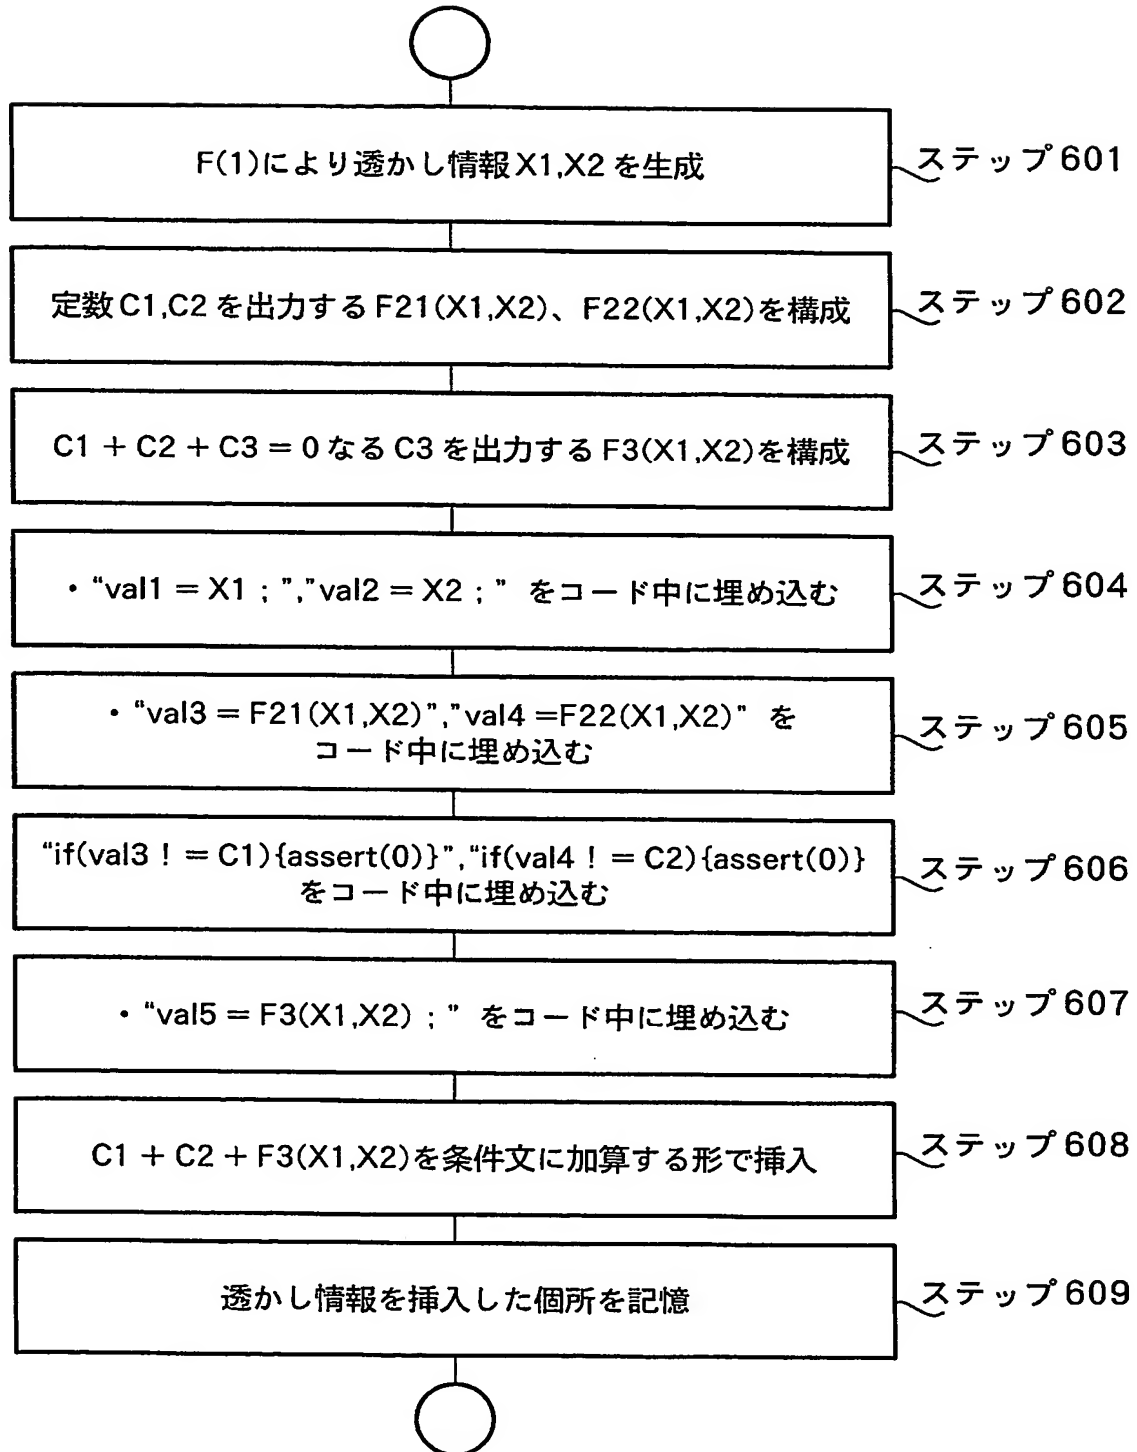 F(1)により透かし情報X1,X2を生成
ステップ601
定数C1,C2を出力するF21(X1,X2)、F22(X1,X2)を構成
ステップ602
C1 + C2 + C3 = 0なるC3を出力するF3(X1,X2)を構成
ステップ603
・“val1 = X1 ; ”,”val2 = X2 ; ” をコード中に埋め込む
ステップ604
・“val3 = F21(X1,X2)”,”val4 =F22(X1,X2)” を
コード中に埋め込む
ステップ605
“if(val3 ! = C1){assert(0)}”,“if(val4 ! = C2){assert(0)}
をコード中に埋め込む
ステップ606
・“val5 = F3(X1,X2) ; ” をコード中に埋め込む
ステップ607
C1 + C2 + F3(X1,X2)を条件文に加算する形で挿入
ステップ608
透かし情報を挿入した個所を記憶
ステップ609